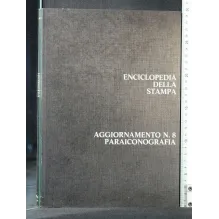 ENCICLOPEDIA
DELLA
STAMPA
AGGIORNAMENTO N. 8
PARAICONOGRAFIA